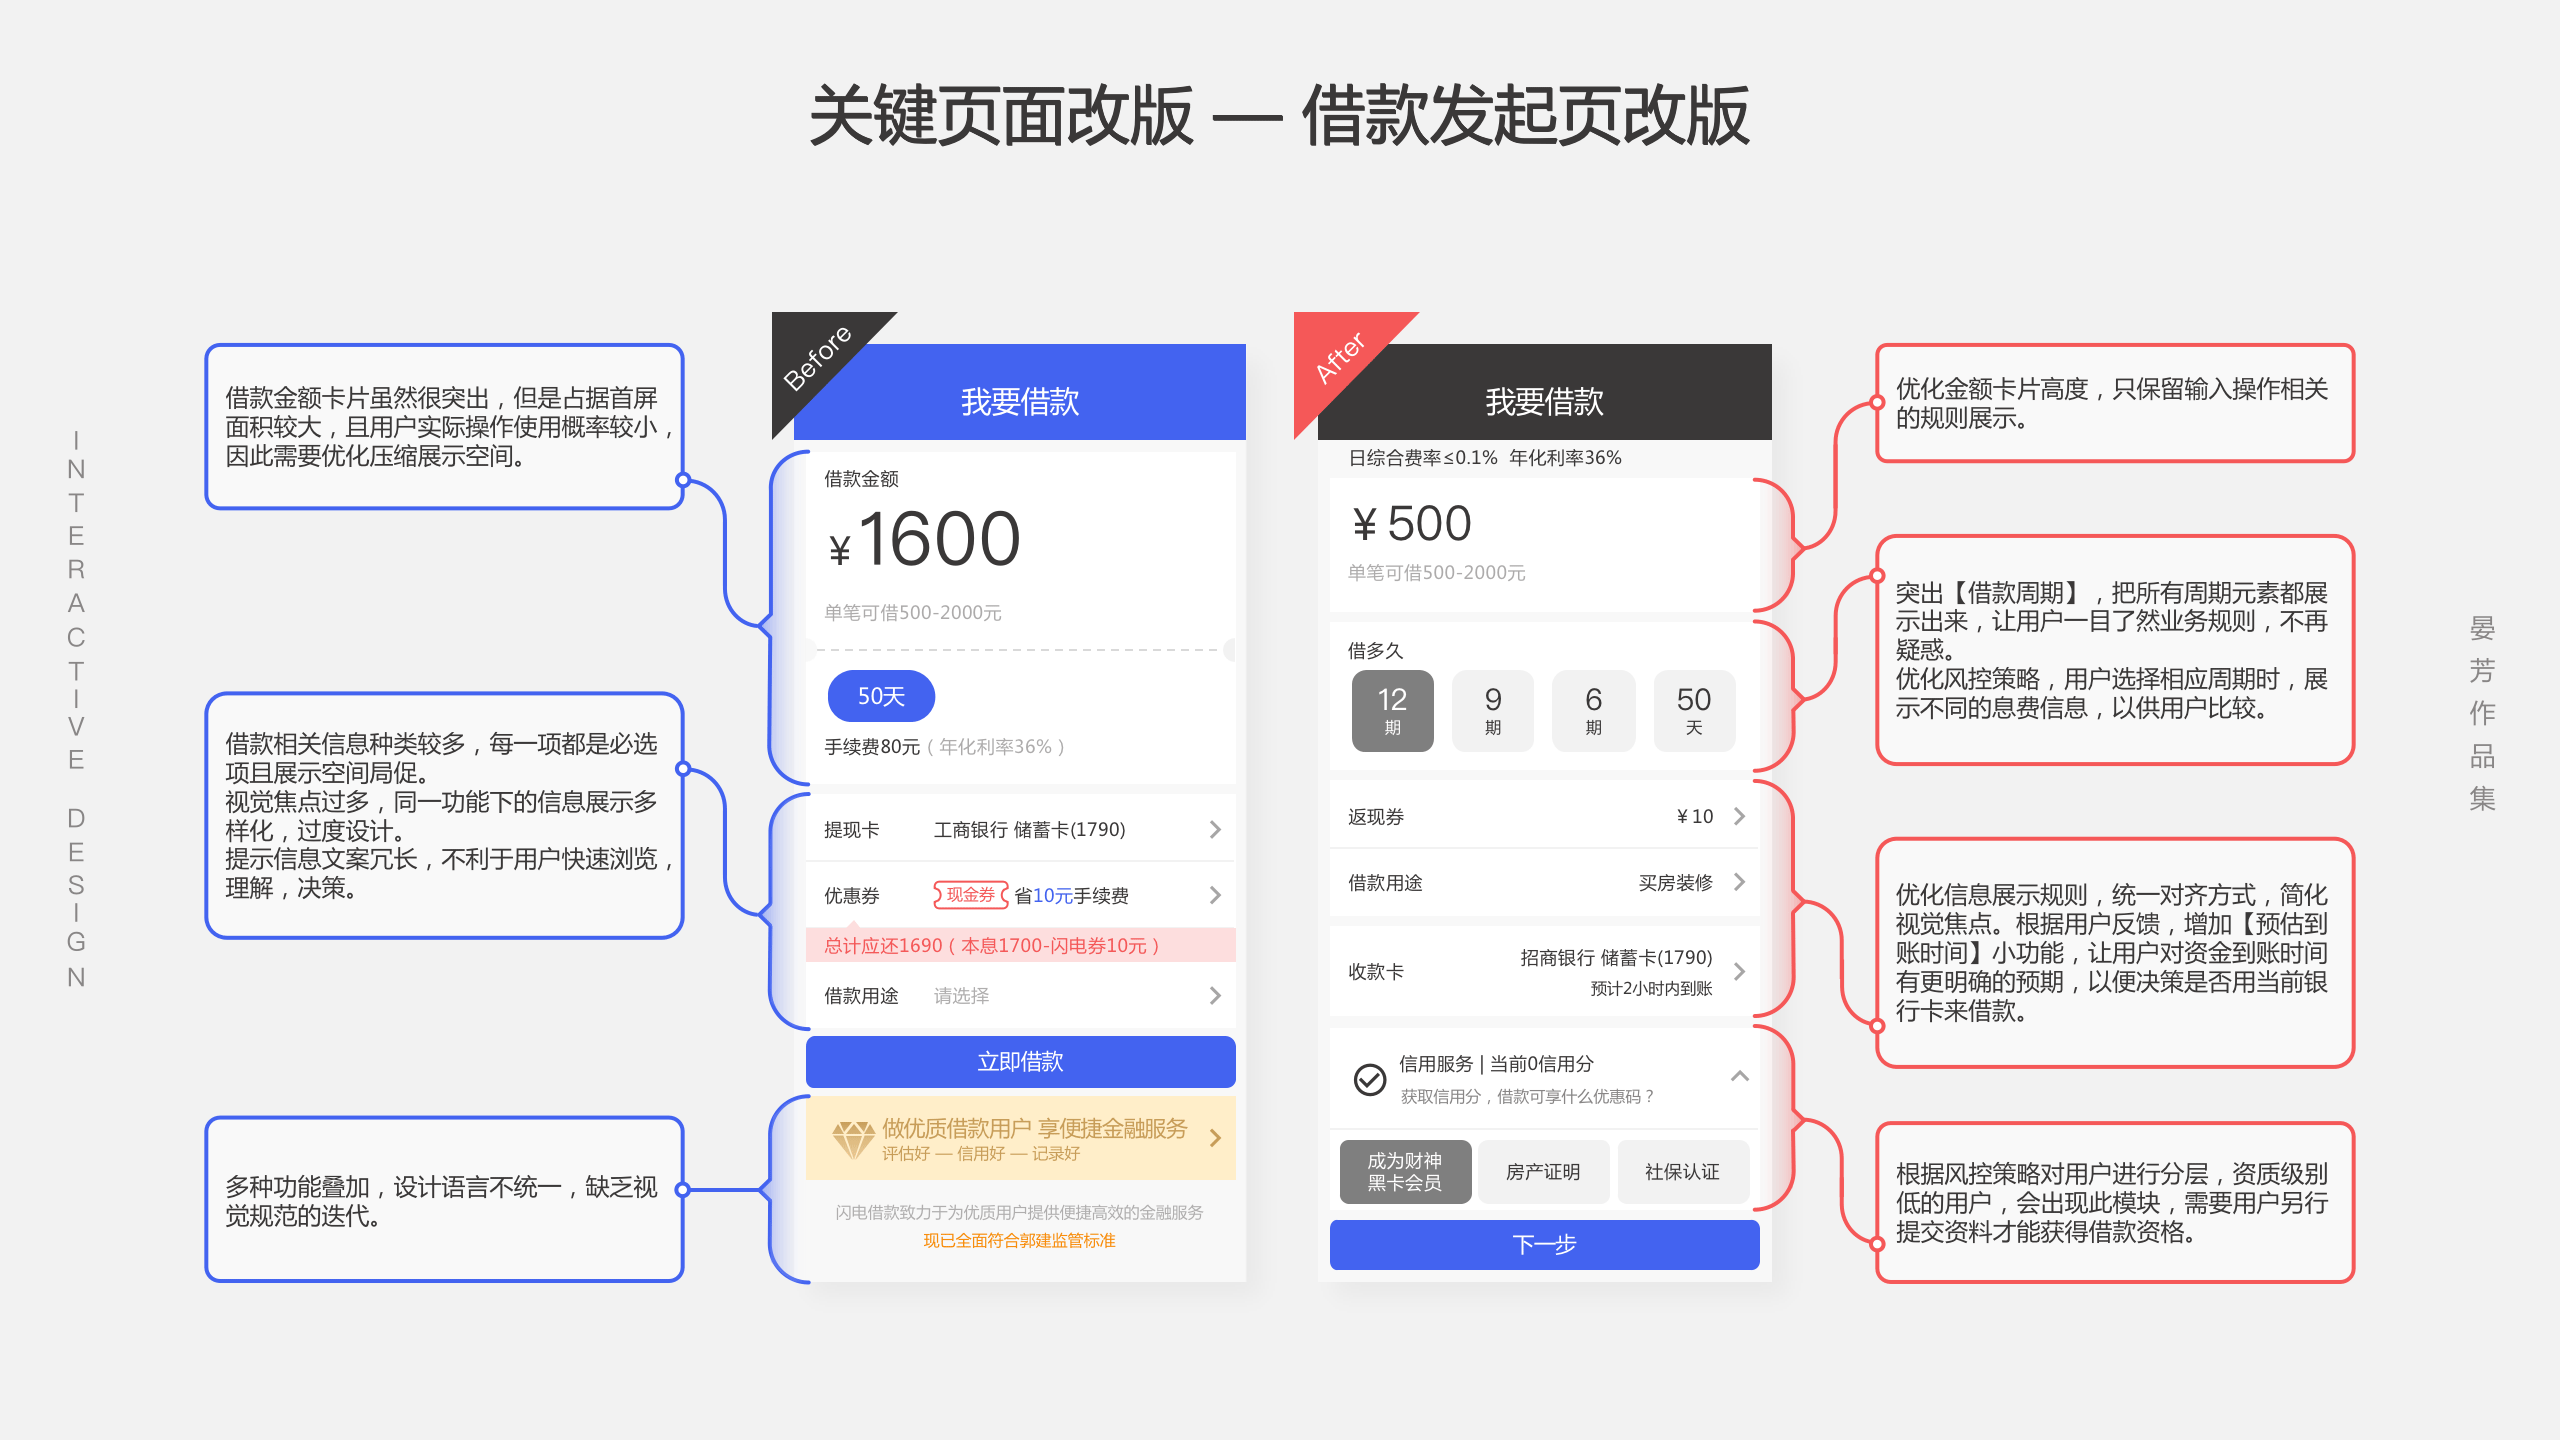 关键页面改版 — 借款发起页改版
INTERACTIVE DESIGN
借款金额卡片虽然很突出，但是占据首屏
面积较大，且用户实际操作使用概率较小，
因此需要优化压缩展示空间。
借款相关信息种类较多，每一项都是必选
项且展示空间局促。
视觉焦点过多，同一功能下的信息展示多
样化，过度设计。
提示信息文案冗长，不利于用户快速浏览，
理解，决策。
多种功能叠加，设计语言不统一，缺乏视
觉规范的迭代。
Before
我要借款
借款金额
¥1600
单笔可借500-2000元
50天
手续费80元（年化利率36%）
提现卡 工商银行 储蓄卡(1790)
优惠券 现金券 省10元手续费
总计应还1690（本息1700-闪电券10元）
借款用途 请选择
立即借款
做优质借款用户 享便捷金融服务
评估好 — 信用好 — 记录好
闪电借款致力于为优质用户提供便捷高效的金融服务
现已全面符合郭建监管标准
After
我要借款
日综合费率≤0.1% 年化利率36%
¥ 500
单笔可借500-2000元
借多久
12 9 6 50
期 期 期 天
返现券 ¥ 10
借款用途 买房装修
收款卡 招商银行 储蓄卡(1790)
预计2小时内到账
信用服务 | 当前0信用分
获取信用分，借款可享什么优惠码？
成为财神
黑卡会员
房产证明
社保认证
下一步
优化金额卡片高度，只保留输入操作相关
的规则展示。
突出【借款周期】，把所有周期元素都展
示出来，让用户一目了然业务规则，不再
疑惑。
优化风控策略，用户选择相应周期时，展
示不同的息费信息，以供用户比较。
优化信息展示规则，统一对齐方式，简化
视觉焦点。根据用户反馈，增加【预估到
账时间】小功能，让用户对资金到账时间
有更明确的预期，以便决策是否用当前银
行卡来借款。
根据风控策略对用户进行分层，资质级别
低的用户，会出现此模块，需要用户另行
提交资料才能获得借款资格。
晏芳作品集